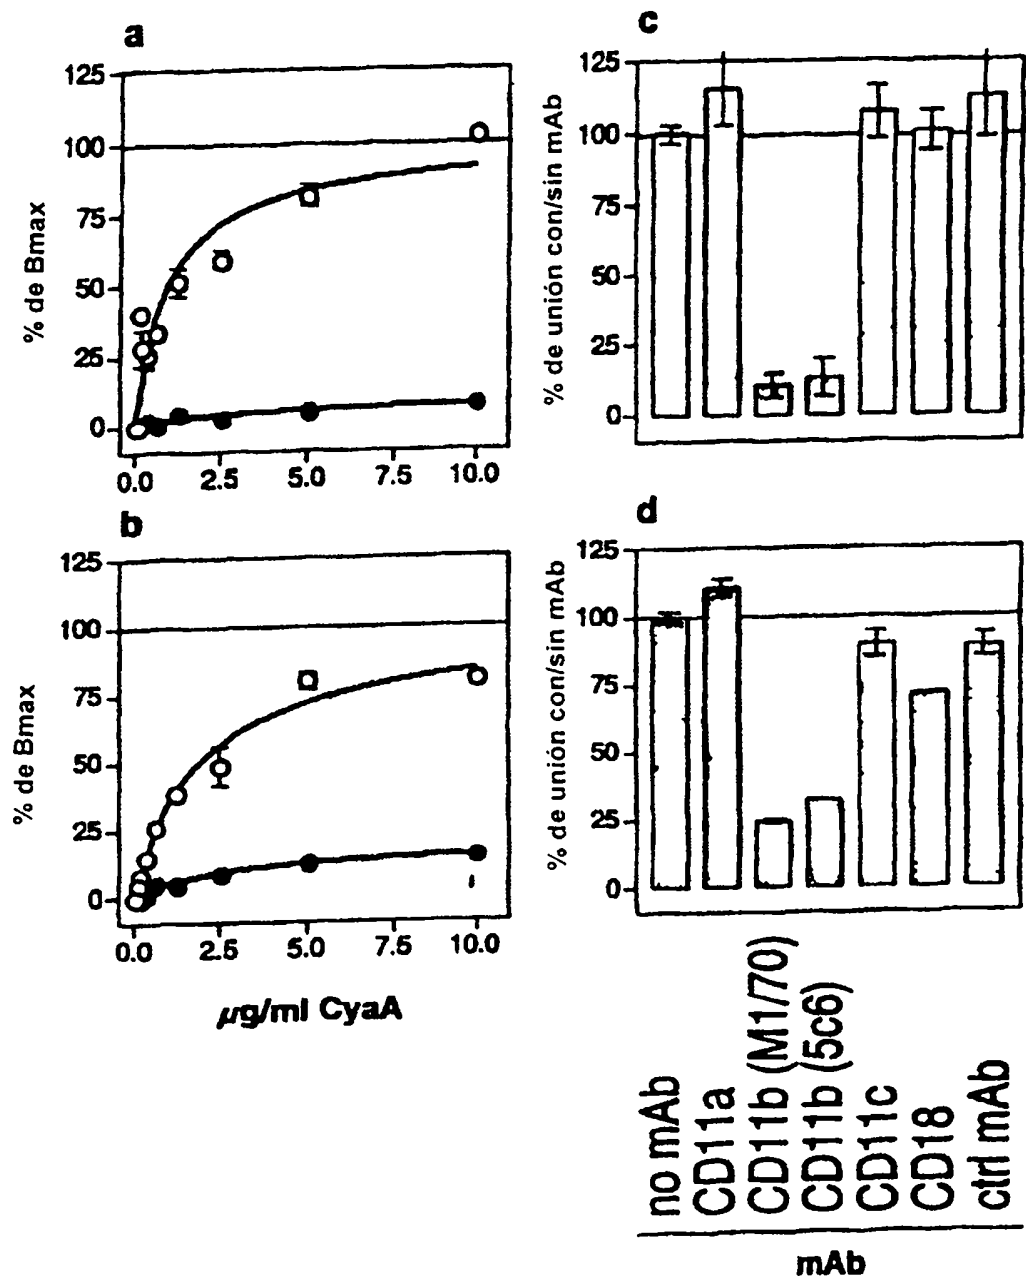 a
125
100
75
50
25
0
% de Bmax
0.0 2.5 5.0 7.5 10.0
b
125
100
75
50
25
0
% de Bmax
0.0 2.5 5.0 7.5 10.0
µg/ml CyaA
c
125
100
75
50
25
0
% de unión con/sin mAb
d
125
100
75
50
25
0
% de unión con/sin mAb
no mAb
CD11a
CD11b (M1/70)
CD11b (5c6)
CD11c
CD18
ctrl mAb
mAb